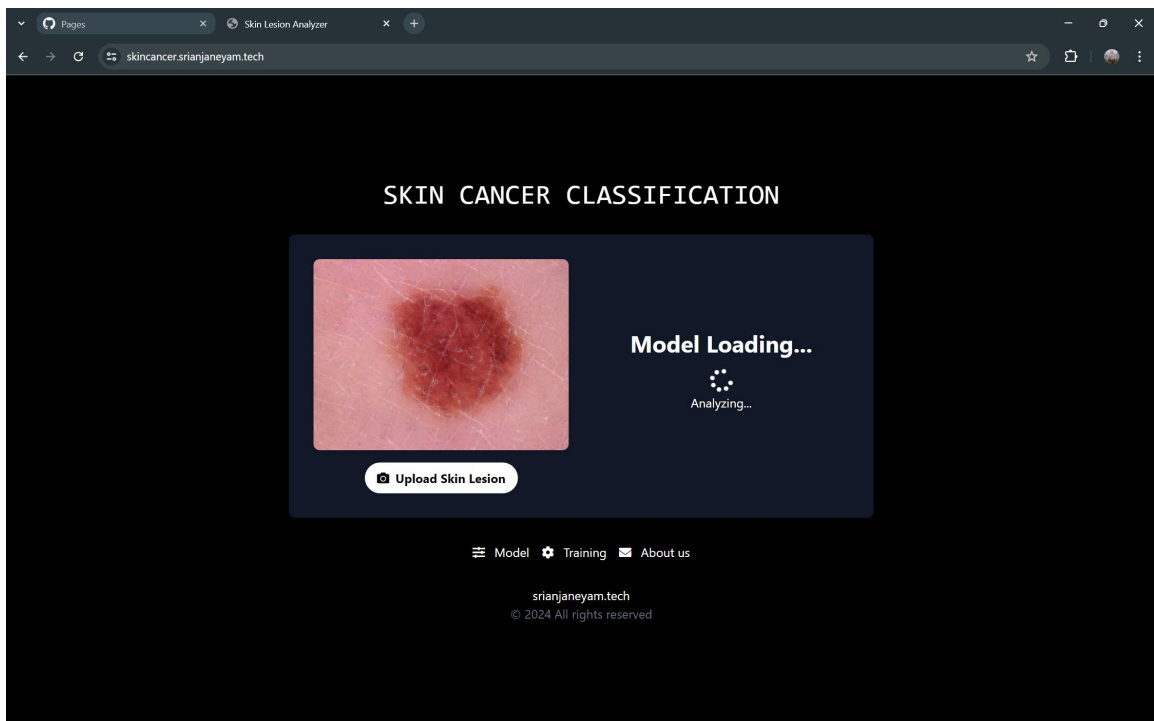 Pages
Skin Lesion Analyzer
skincancer.srianjaneyam.tech
SKIN CANCER CLASSIFICATION
Model Loading...
Analyzing...
Upload Skin Lesion
Model Training About us
srianjaneyam.tech
© 2024 All rights reserved